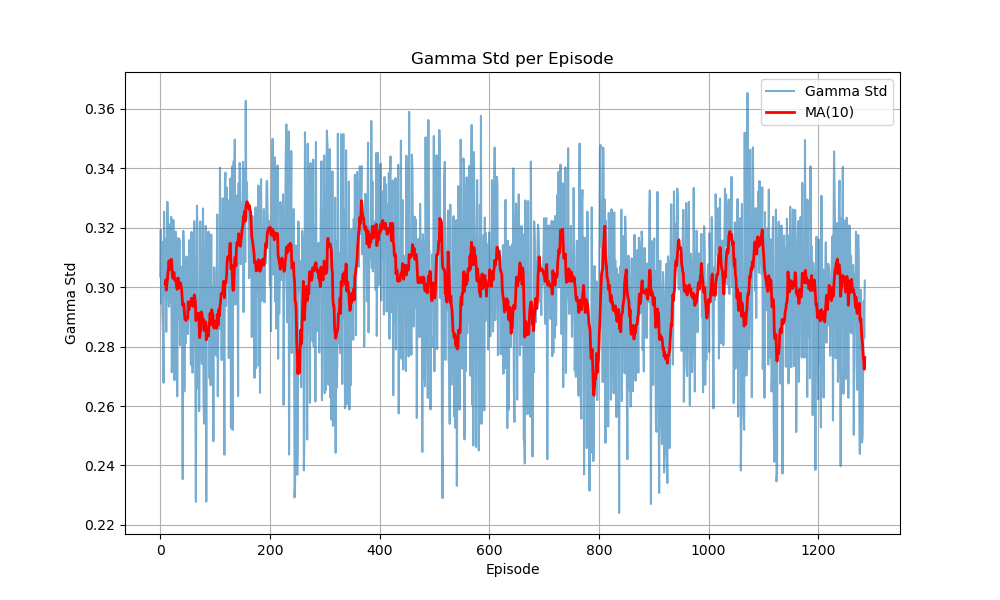 Gamma Std per Episode
Gamma Std
MA(10)
0.36
0.34
0.32
0.30
0.28
0.26
0.24
0.22
Gamma Std
0 200 400 600 800 1000 1200
Episode